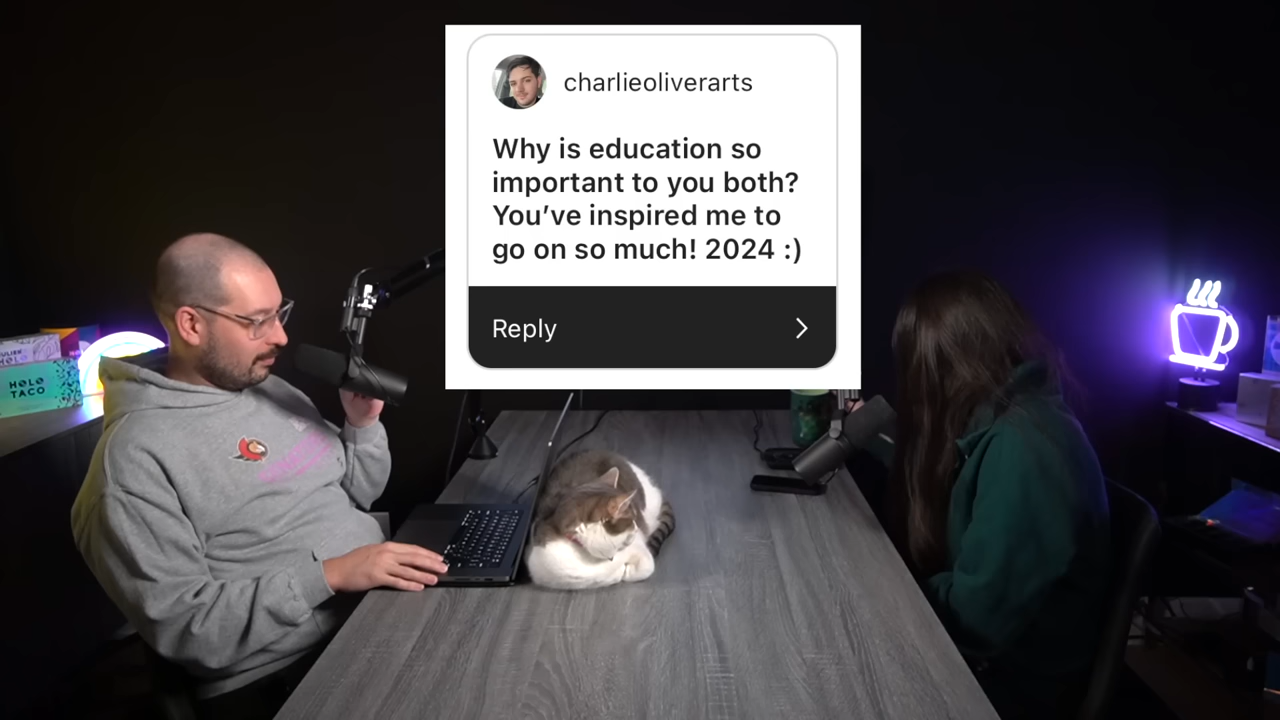 charlieoliverarts
Why is education so
important to you both?
You’ve inspired me to
go on so much! 2024 :)
Reply
HOLO
TACO